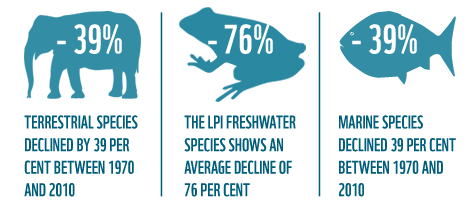 - 39%
TERRESTRIAL SPECIES
DECLINED BY 39 PER
CENT BETWEEN 1970
AND 2010
- 76%
THE LPI FRESHWATER
SPECIES SHOWS AN
AVERAGE DECLINE OF
76 PER CENT
- 39%
MARINE SPECIES
DECLINED 39 PER CENT
BETWEEN 1970 AND
2010